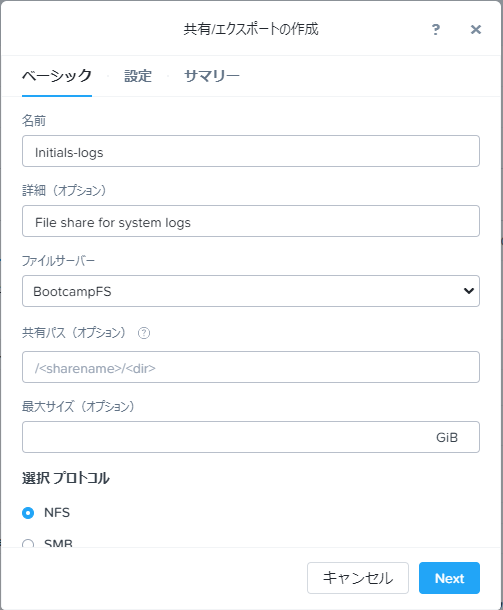 共有/エクスポートの作成 ? ×
ベーシック 設定 サマリー
名前
Initials-logs
詳細（オプション）
File share for system logs
ファイルサーバー
BootcampFS
共有パス（オプション） ?
/<sharename>/<dir>
最大サイズ（オプション）
GiB
選択 プロトコル
NFS
SMB
キャンセル Next